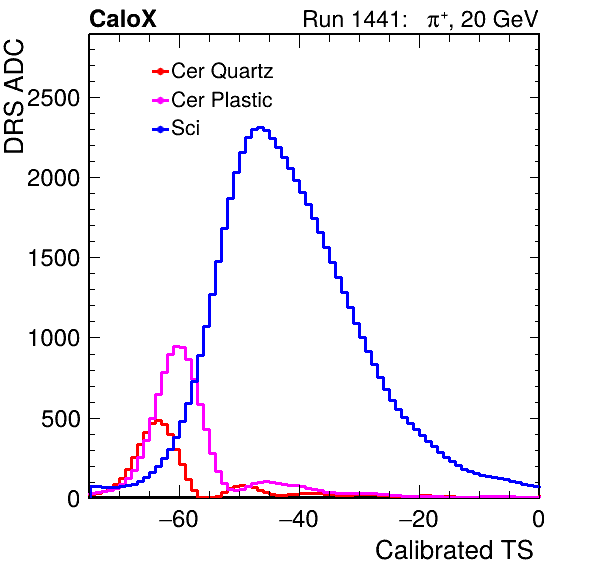 CaloX Run 1441: π+, 20 GeV
DRS ADC
Cer Quartz
Cer Plastic
Sci
2500
2000
1500
1000
500
0
−60 −40 −20 0
Calibrated TS